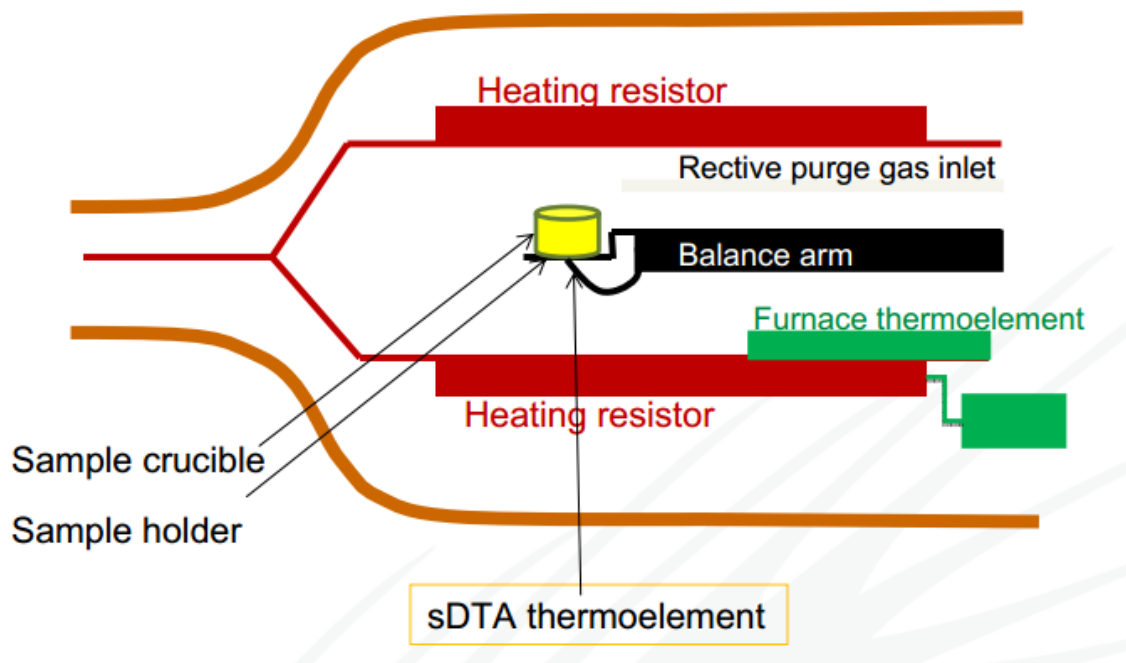 Heating resistor
Rective purge gas inlet
Balance arm
Furnace thermoelement
Heating resistor
Sample crucible
Sample holder
sDTA thermoelement